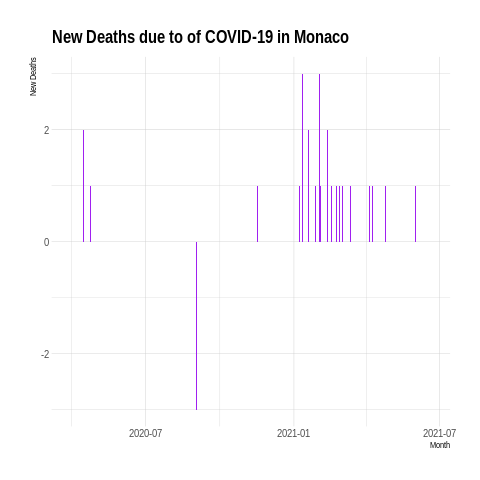 New Deaths due to of COVID-19 in Monaco
New Deaths
2
0
-2
2020-07
2021-01
2021-07
Month